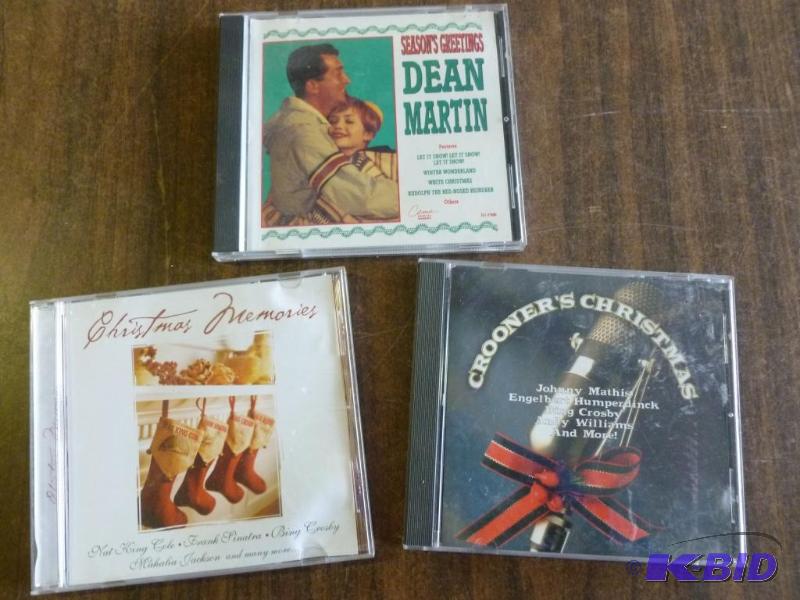 SEASON'S GREETINGS
DEAN
MARTIN
Features
LET IT SNOW! LET IT SNOW!
LET IT SNOW!
WINTER WONDERLAND
WHITE CHRISTMAS
RUDOLPH THE RED-NOSED REINDEER
Others
Christmas Memories
Nat King Cole • Frank Sinatra • Bing Crosby
Mahalia Jackson and many more
CROONER'S CHRISTMAS
Johnny Mathis
Engelbert Humperdinck
Bing Crosby
Andy Williams
And More!
K-BID